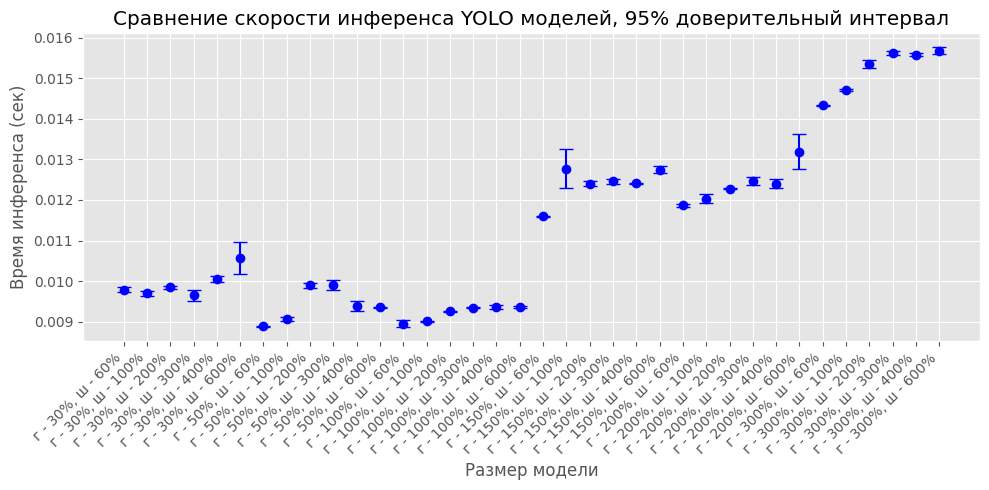 Сравнение скорости инференса YOLO моделей, 95% доверительный интервал
0.016
0.015
0.014
0.013
0.012
0.011
0.010
0.009
Время инференса (сек)
г - 30%, ш - 60%
г - 30%, ш - 100%
г - 30%, ш - 200%
г - 30%, ш - 300%
г - 30%, ш - 400%
г - 30%, ш - 600%
г - 50%, ш - 60%
г - 50%, ш - 100%
г - 50%, ш - 200%
г - 50%, ш - 300%
г - 50%, ш - 400%
г - 50%, ш - 600%
г - 100%, ш - 60%
г - 100%, ш - 100%
г - 100%, ш - 200%
г - 100%, ш - 300%
г - 100%, ш - 400%
г - 100%, ш - 600%
г - 150%, ш - 60%
г - 150%, ш - 100%
г - 150%, ш - 200%
г - 150%, ш - 300%
г - 150%, ш - 400%
г - 150%, ш - 600%
г - 200%, ш - 60%
г - 200%, ш - 100%
г - 200%, ш - 200%
г - 200%, ш - 300%
г - 200%, ш - 400%
г - 200%, ш - 600%
г - 300%, ш - 60%
г - 300%, ш - 100%
г - 300%, ш - 200%
г - 300%, ш - 300%
г - 300%, ш - 400%
г - 300%, ш - 600%
Размер модели